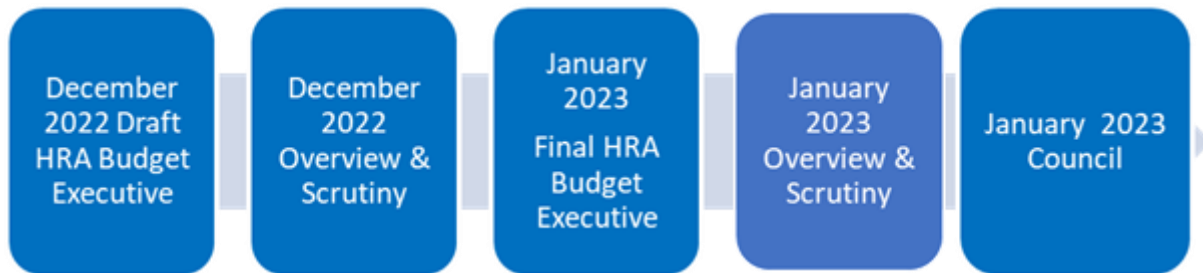 December
2022 Draft
HRA Budget
Executive
December
2022
Overview &
Scrutiny
January
2023
Final HRA
Budget
Executive
January
2023
Overview &
Scrutiny
January 2023
Council